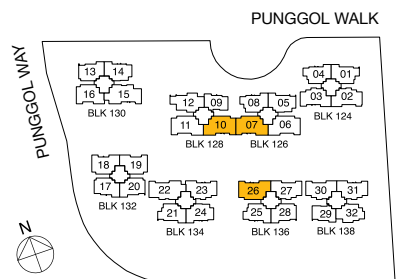 PUNGGOL WALK
PUNGGOL WAY
13 14
16 15
BLK 130
04 01
03 02
BLK 124
12 09
11 10
BLK 128
08 05
07 06
BLK 126
18 19
17 20
BLK 132
22 23
21 24
BLK 134
26 27
25 28
BLK 136
30 31
29 32
BLK 138
N